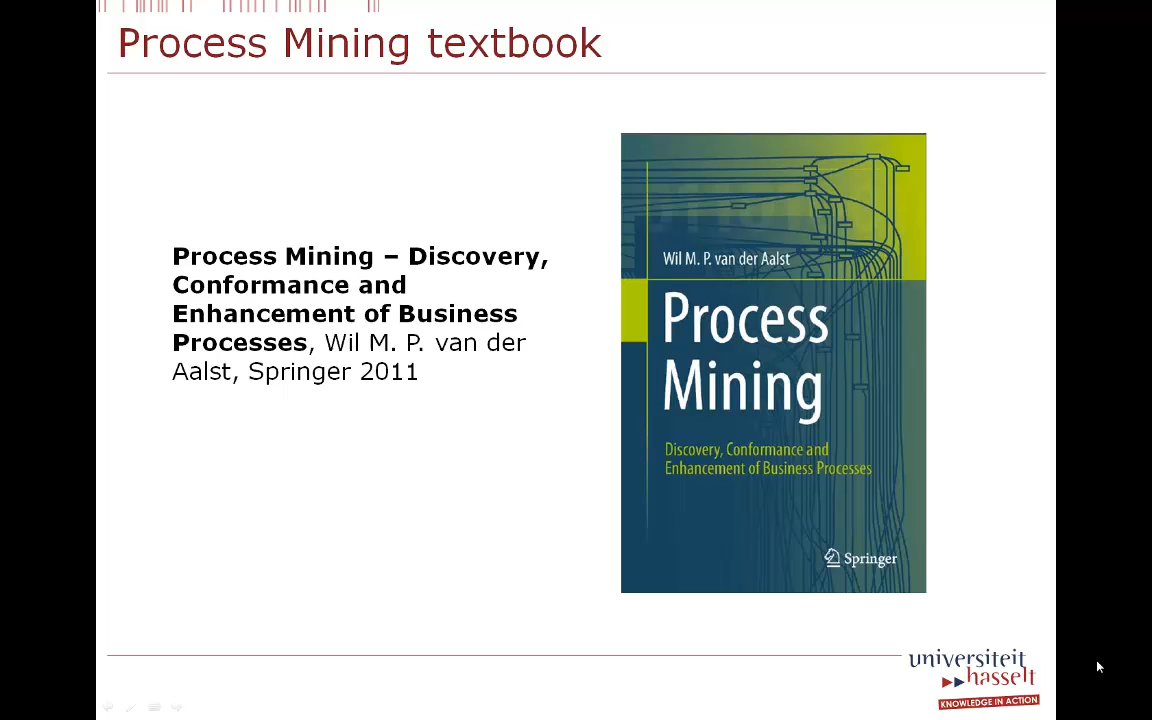 Process Mining textbook
Process Mining – Discovery,
Conformance and
Enhancement of Business
Processes, Wil M. P. van der
Aalst, Springer 2011
Wil M. P. van der Aalst
Process
Mining
Discovery, Conformance and
Enhancement of Business Processes
Springer
universiteit
hasselt
KNOWLEDGE IN ACTION